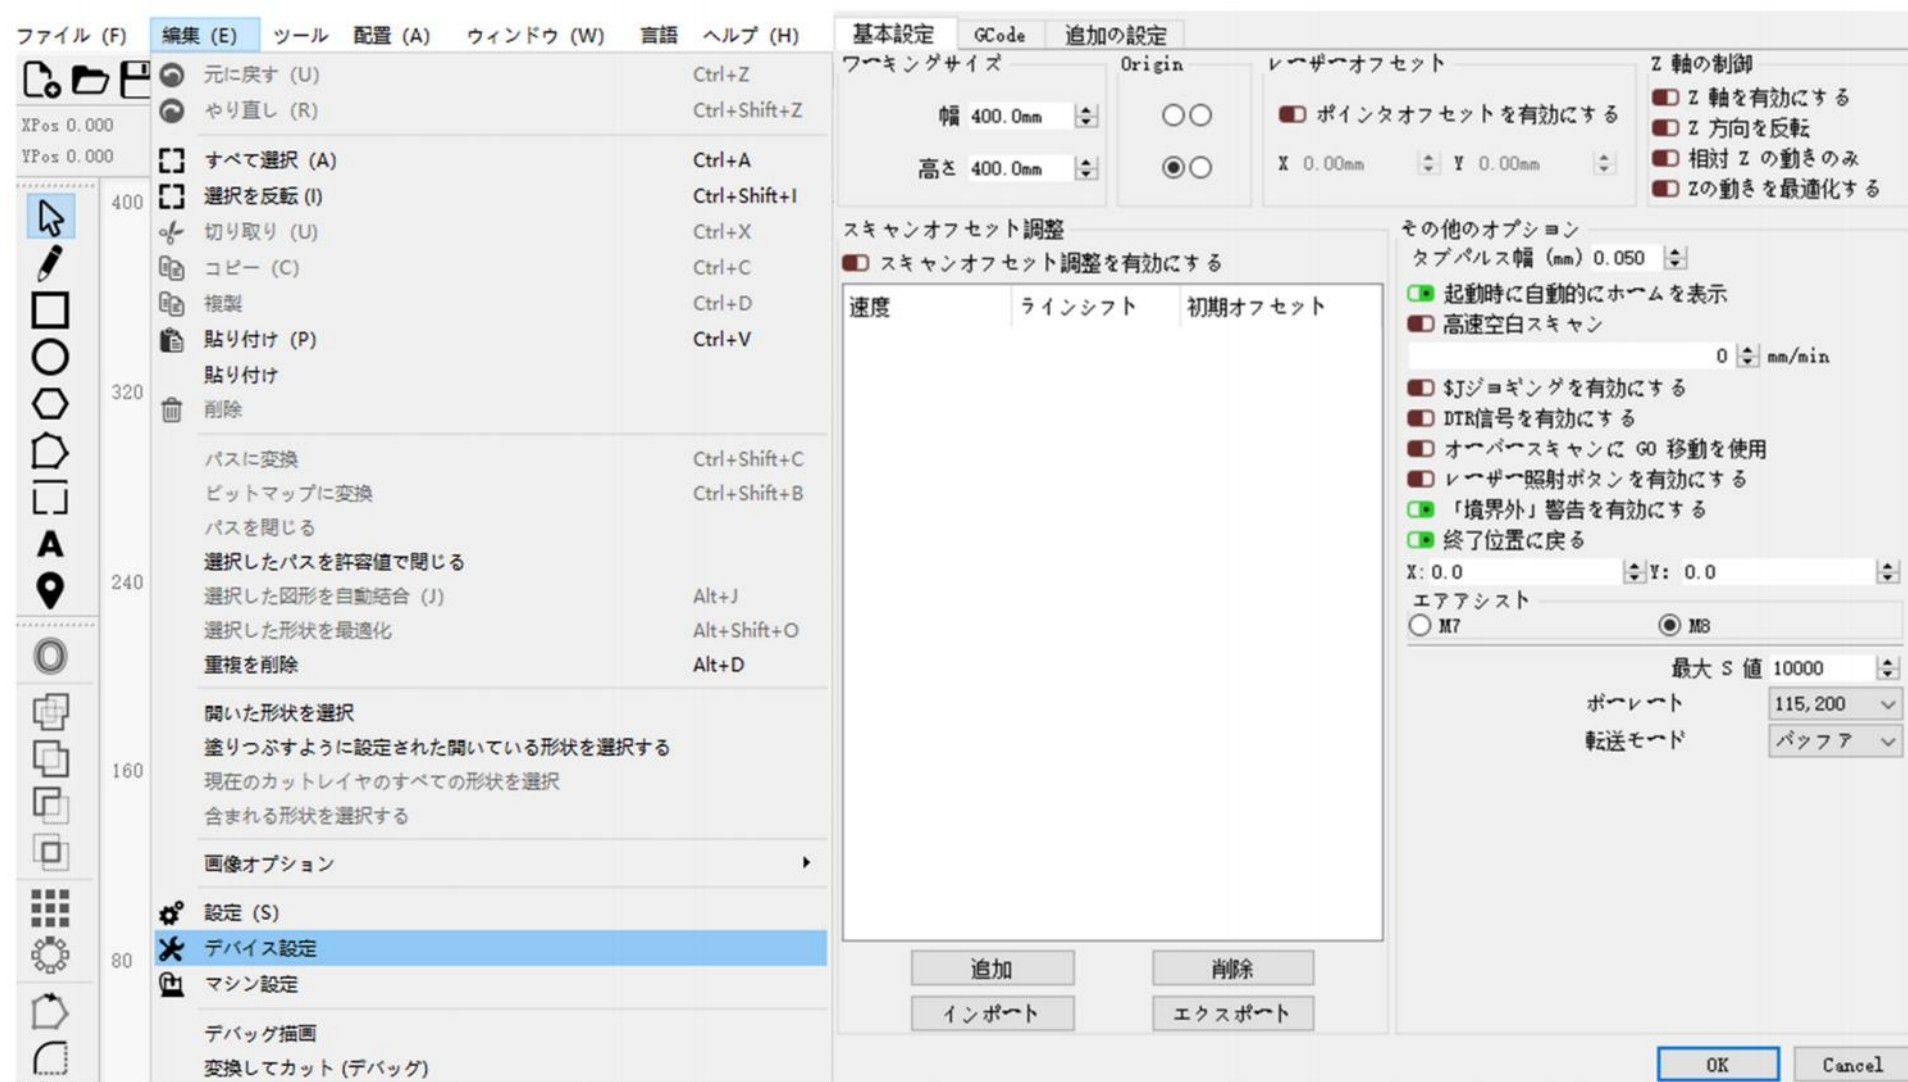 ファイル (F) 編集 (E) ツール 配置 (A) ウィンドウ (W) 言語 ヘルプ (H)
XPos 0.000
YPos 0.000
400
320
240
160
80
元に戻す (U) Ctrl+Z
やり直し (R) Ctrl+Shift+Z
すべて選択 (A) Ctrl+A
選択を反転 (I) Ctrl+Shift+I
切り取り (U) Ctrl+X
コピー (C) Ctrl+C
複製 Ctrl+D
貼り付け (P) Ctrl+V
貼り付け
削除
パスに変換 Ctrl+Shift+C
ビットマップに変換 Ctrl+Shift+B
パスを閉じる
選択したパスを許容値で閉じる
選択した図形を自動結合 (J) Alt+J
選択した形状を最適化 Alt+Shift+O
重複を削除 Alt+D
開いた形状を選択
塗りつぶすように設定された開いている形状を選択する
現在のカットレイヤのすべての形状を選択
含まれる形状を選択する
画像オプション
設定 (S)
デバイス設定
マシン設定
デバッグ描画
変換してカット (デバッグ)
基本設定 GCode 追加の設定
ワーキングサイズ
幅 400.0mm
高さ 400.0mm
Origin
レーザーオフセット
ポインタオフセットを有効にする
X 0.00mm Y 0.00mm
Z 軸の制御
Z 軸を有効にする
Z 方向を反転
相対 Z の動きのみ
Zの動きを最適化する
スキャンオフセット調整
スキャンオフセット調整を有効にする
速度 ラインシフト 初期オフセット
追加 削除
インポート エクスポート
その他のオプション
タブパルス幅 (mm) 0.050
起動時に自動的にホームを表示
高速空白スキャン
0 mm/min
$Jジョギングを有効にする
DTR信号を有効にする
オーバースキャンに G0 移動を使用
レーザー照射ボタンを有効にする
「境界外」警告を有効にする
終了位置に戻る
X: 0.0 Y: 0.0
エアアシスト
M7 M8
最大 S 値 10000
ボーレート 115,200
転送モード バッファ
OK Cancel